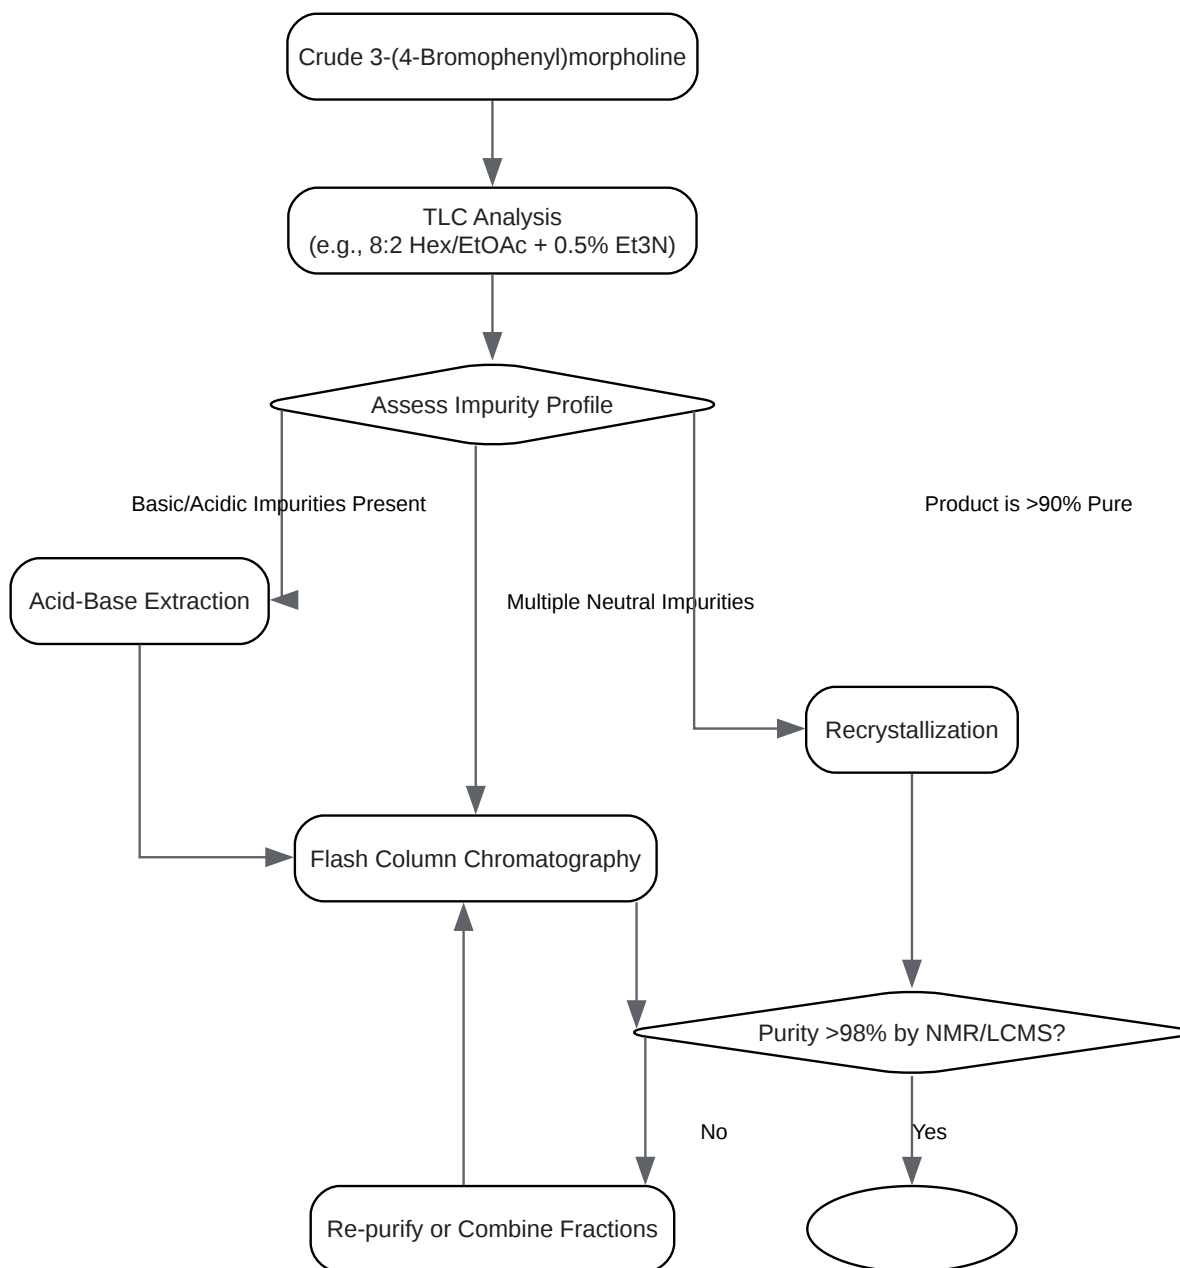 Crude 3-(4-Bromophenyl)morpholine
TLC Analysis
(e.g., 8:2 Hex/EtOAc + 0.5% Et3N)
Assess Impurity Profile
Basic/Acidic Impurities Present
Product is >90% Pure
Acid-Base Extraction
Multiple Neutral Impurities
Recrystallization
Flash Column Chromatography
Purity >98% by NMR/LCMS?
No
Yes
Re-purify or Combine Fractions